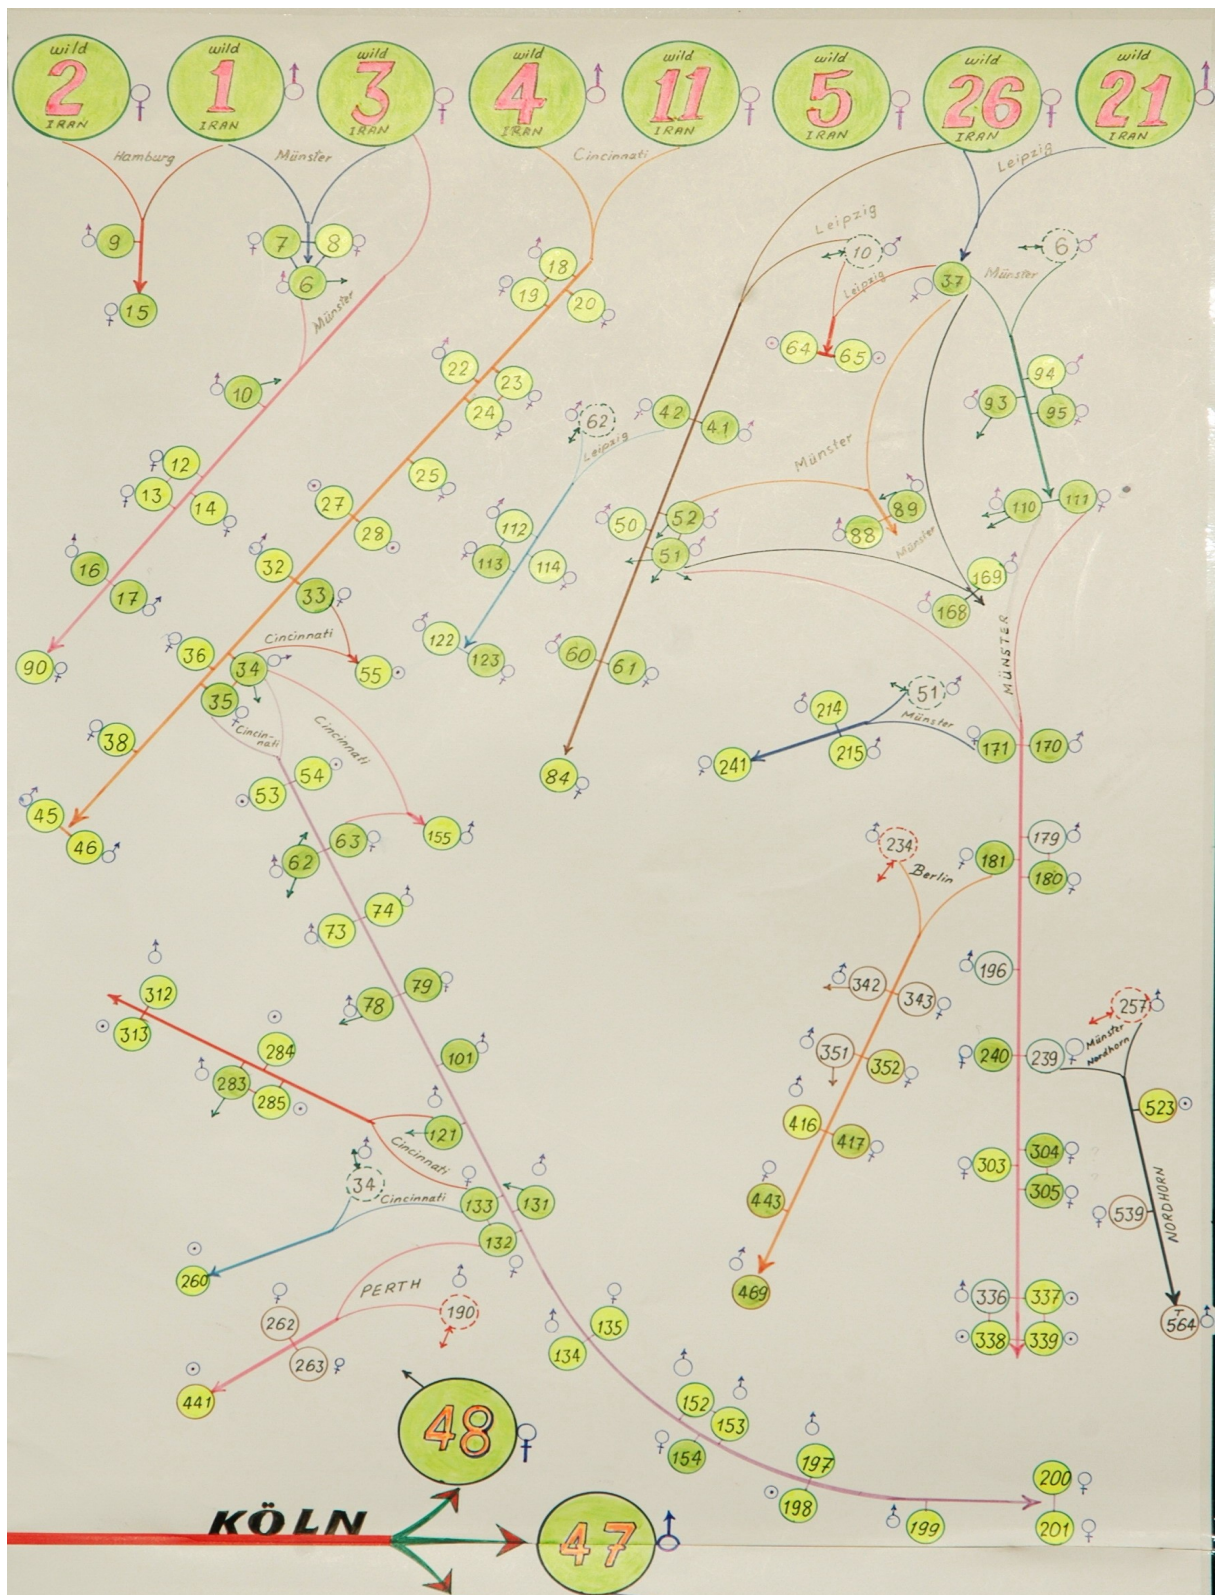 wild wild wild wild wild wild wild wild
2 1 3 4 11 5 26 21
IRAN IRAN IRAN IRAN IRAN IRAN IRAN IRAN
Hamburg Münster Cincinnati Leipzig
Leipzig
9 7 8 10 6
6 Münster 18 Leipzig 37 Münster
15 19 20
Münster
64 65
22 23 94
10 24 62 42 41 93 95
Leipzig
12 25 Münster
13 14 27 110 111
28 112 50 52 89
88
16 32 113 114 51 Münster
17 33 169
168
Cincinnati 122 MÜNSTER
90 36 34 55 123 60 61
35 51
Cincin-
nati
Cincinnati 214 Münster
38 215 171 170
54 241
53 84
45
46 63 155 234 179
62 Berlin 181 180
74
73
196
79 342 343
312 78 257
313 Münster
Nordhorn
284 101 351 352 240 239
283
285 523
121 416 417
Cincinnati 304
303
34 Cincinnati 133 131 443 305
132 539 NORDHORN
260
PERTH 469 336 337
262 190 135 T
564
263 134 338 339
441
152
48 153
154 197 200
KÖLN 198
199 201
47